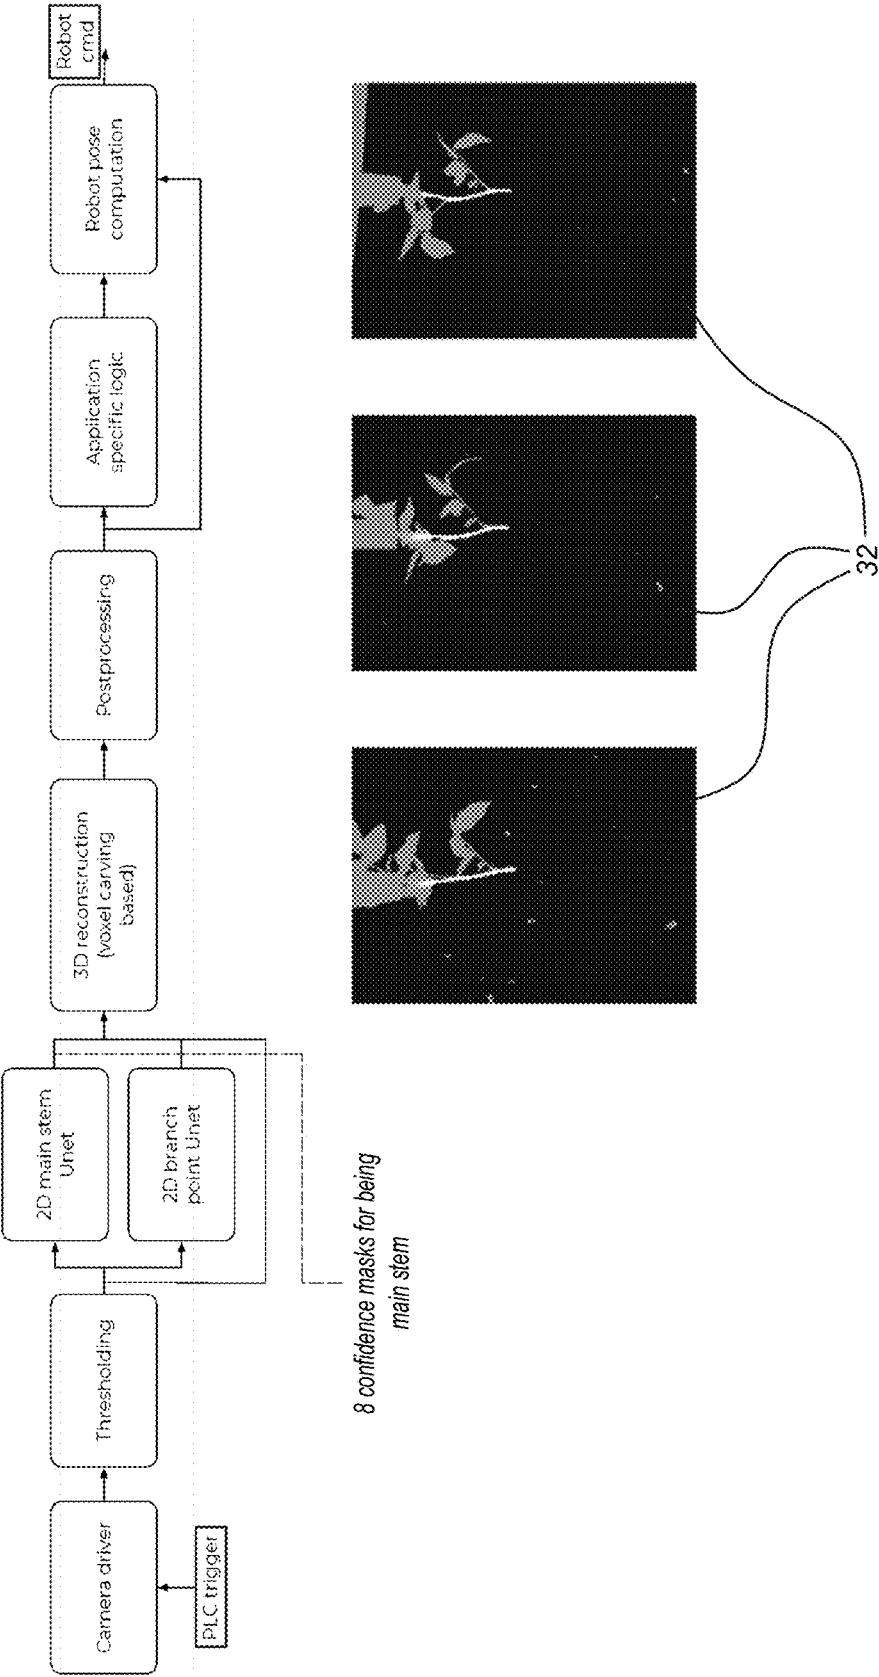 Camera driver
PLC trigger
Thresholding
2D main stem
Unet
2D branch
point Unet
3D reconstruction
(voxel carving
based)
Postprocessing
Application
specific logic
Robot pose
computation
Robot
cmd
8 confidence masks for being
main stem
32